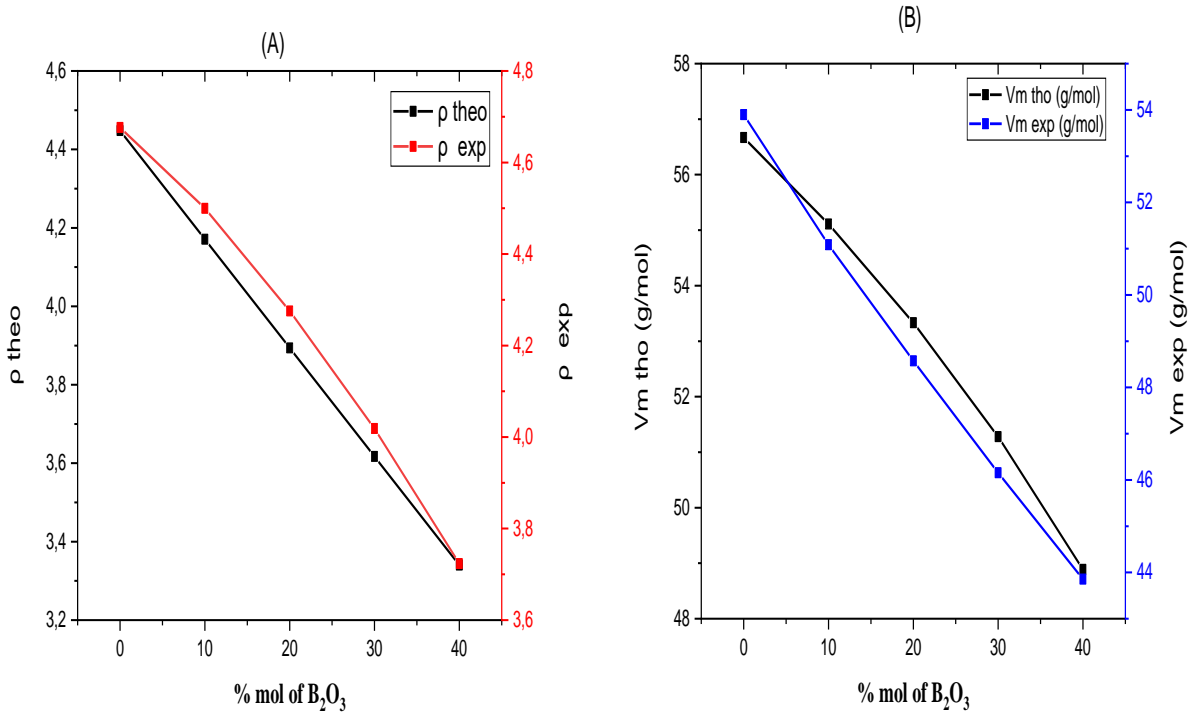 (A)
4,6
4,4
4,2
4,0
3,8
3,6
3,4
3,2
ρ theo
4,8
4,6
4,4
4,2
4,0
3,8
3,6
ρ exp
ρ theo
ρ exp
0 10 20 30 40
% mol of B₂O₃
(B)
58
56
54
52
50
48
Vm tho (g/mol)
54
52
50
48
46
44
Vm exp (g/mol)
Vm tho (g/mol)
Vm exp (g/mol)
0 10 20 30 40
% mol of B₂O₃